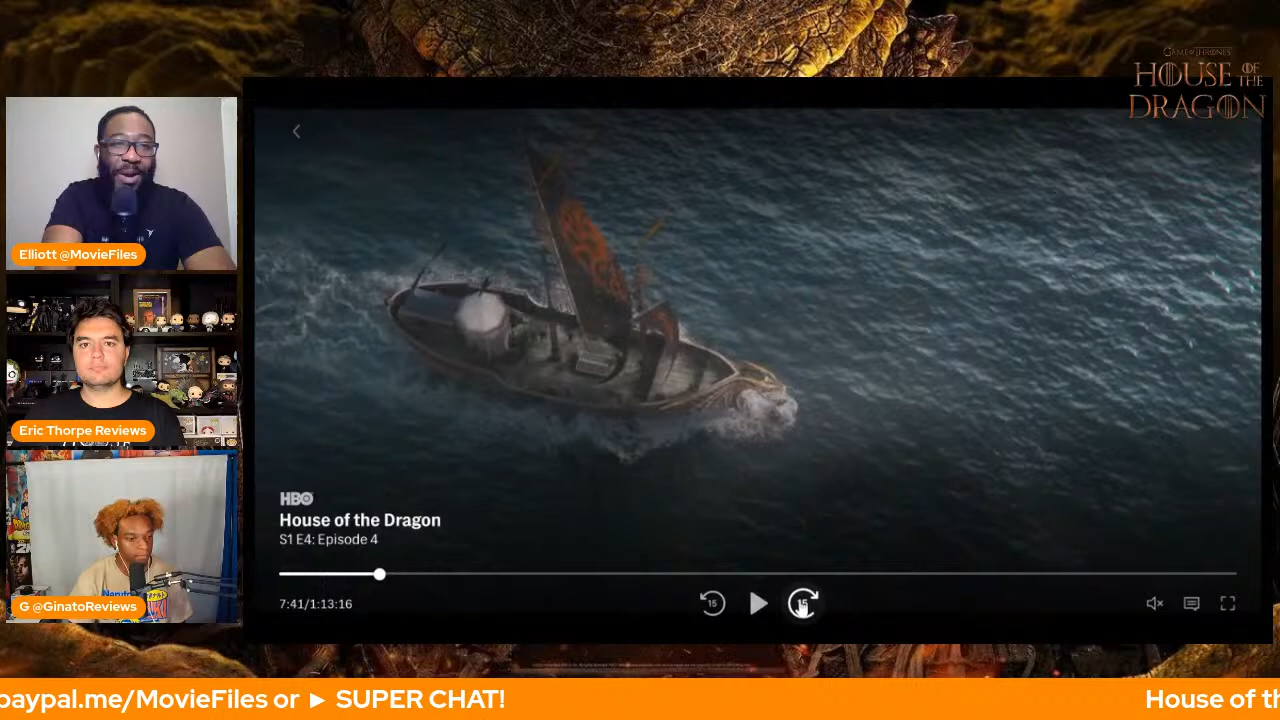 GAME OF THRONES
HOUSE OF THE
DRAGON
Elliott @MovieFiles
Eric Thorpe Reviews
Naruto
G @GinatoReviews
HBO
House of the Dragon
S1 E4: Episode 4
7:41/1:13:16
15
15
paypal.me/MovieFiles or ► SUPER CHAT!
House of th